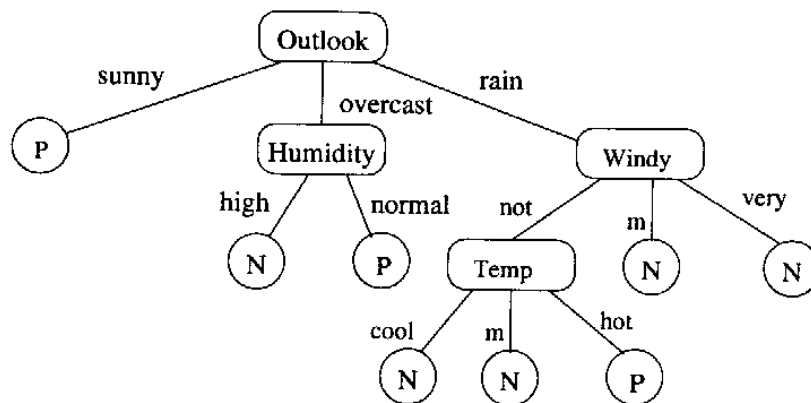 Outlook
sunny
rain
overcast
P
Humidity
Windy
high
normal
not
m
very
N
P
Temp
N
N
cool
m
hot
N
N
P